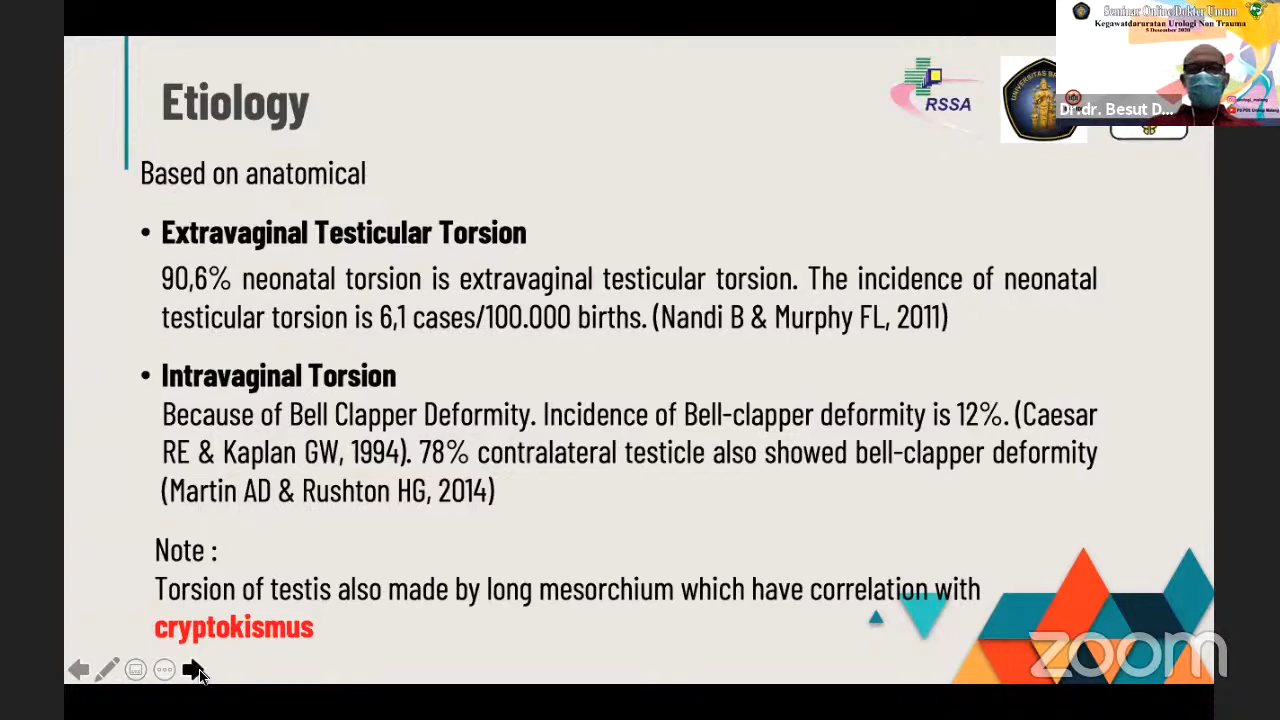 Seminar Online Dokter Umum
Kegawatdaruratan Urologi Non Trauma
5 Desember 2020
Dr.dr. Besut D...
Etiology
RSSA
Based on anatomical
• Extravaginal Testicular Torsion
90,6% neonatal torsion is extravaginal testicular torsion. The incidence of neonatal
testicular torsion is 6,1 cases/100.000 births. (Nandi B & Murphy FL, 2011)
• Intravaginal Torsion
Because of Bell Clapper Deformity. Incidence of Bell-clapper deformity is 12%. (Caesar
RE & Kaplan GW, 1994). 78% contralateral testicle also showed bell-clapper deformity
(Martin AD & Rushton HG, 2014)
Note :
Torsion of testis also made by long mesorchium which have correlation with
cryptokismus
zoom